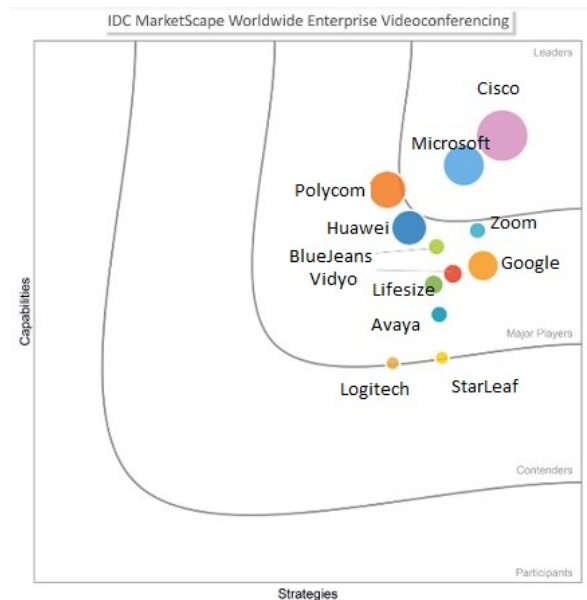 IDC MarketScape Worldwide Enterprise Videoconferencing
Leaders
Cisco
Microsoft
Polycom
Huawei
Zoom
BlueJeans
Vidyo
Google
Lifesize
Avaya
Major Players
Logitech
StarLeaf
Contenders
Participants
Capabilities
Strategies